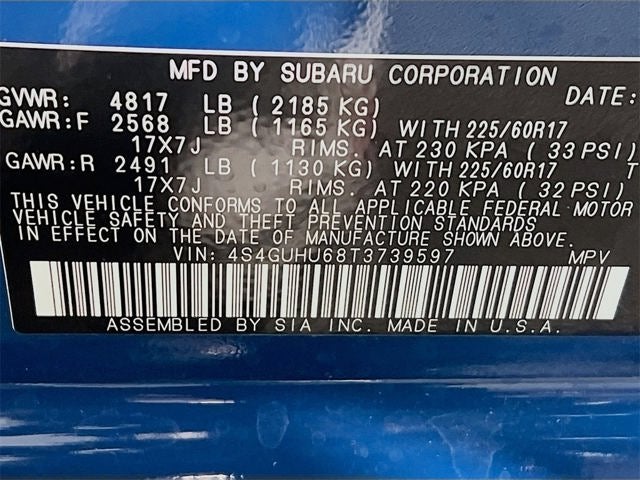 MFD BY SUBARU CORPORATION DATE:
GVWR: 4817 LB (2185 KG)
GAWR:F 2568 LB (1165 KG) WITH 225/60R17
17X7J RIMS. AT 230 KPA (33 PSI)
GAWR:R 2491 LB (1130 KG) WITH 225/60R17 T
17X7J RIMS. AT 220 KPA (32 PSI)
THIS VEHICLE CONFORMS TO ALL APPLICABLE FEDERAL MOTOR
VEHICLE SAFETY AND THEFT PREVENTION STANDARDS
IN EFFECT ON THE DATE OF MANUFACTURE SHOWN ABOVE.
VIN: 4S4GUHU68T3739597 MPV
ASSEMBLED BY SIA INC. MADE IN U.S.A.